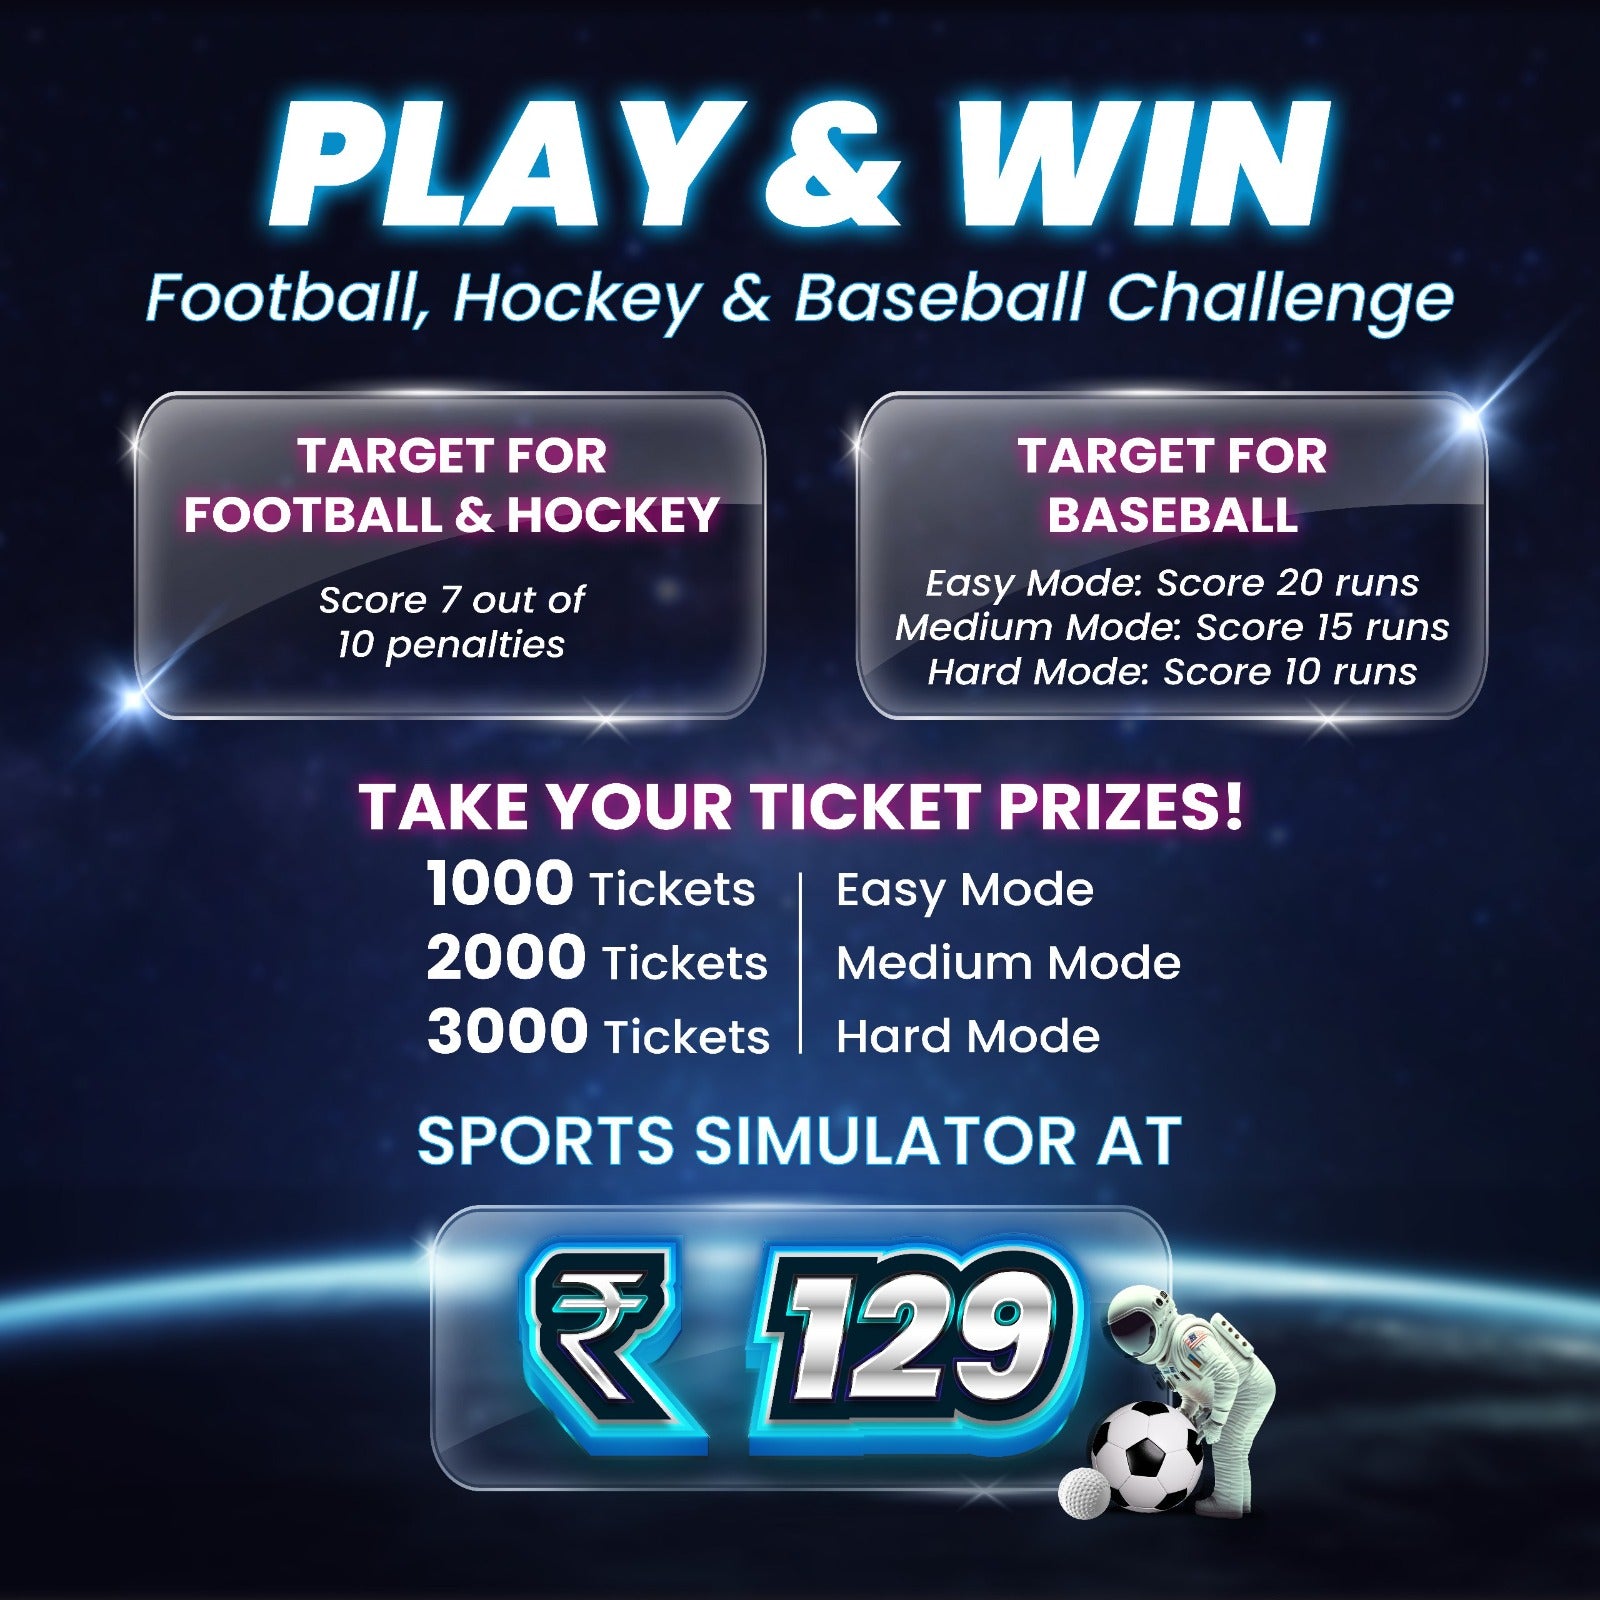 PLAY & WIN
Football, Hockey & Baseball Challenge
TARGET FOR
FOOTBALL & HOCKEY
Score 7 out of
10 penalties
TARGET FOR
BASEBALL
Easy Mode: Score 20 runs
Medium Mode: Score 15 runs
Hard Mode: Score 10 runs
TAKE YOUR TICKET PRIZES!
1000 Tickets | Easy Mode
2000 Tickets | Medium Mode
3000 Tickets | Hard Mode
SPORTS SIMULATOR AT
₹ 129